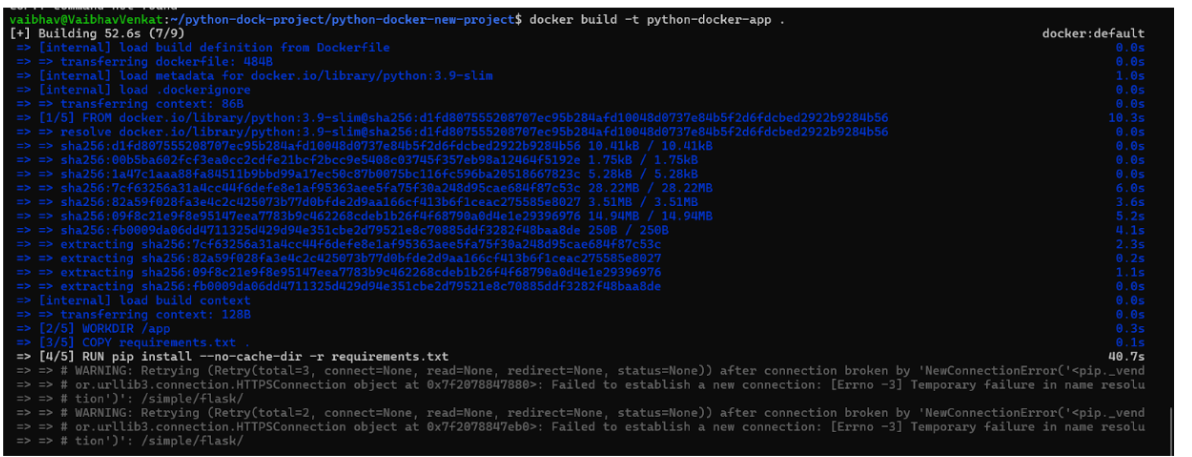 vaibhav@VaibhavVenkat:~/python-dock-project/python-docker-new-project$ docker build -t python-docker-app .
[+] Building 52.6s (7/9) docker:default
=> [internal] load build definition from Dockerfile 0.0s
=> => transferring dockerfile: 484B 0.0s
=> [internal] load metadata for docker.io/library/python:3.9-slim 1.0s
=> [internal] load .dockerignore 0.0s
=> => transferring context: 86B 0.0s
=> [1/5] FROM docker.io/library/python:3.9-slim@sha256:d1fd807555208707ec95b284afd10048d0737e84b5f2d6fdcbed2922b9284b56 10.3s
=> => resolve docker.io/library/python:3.9-slim@sha256:d1fd807555208707ec95b284afd10048d0737e84b5f2d6fdcbed2922b9284b56 0.0s
=> => sha256:d1fd807555208707ec95b284afd10048d0737e84b5f2d6fdcbed2922b9284b56 10.41kB / 10.41kB 0.0s
=> => sha256:00b5ba602fcf3ea0cc2cdfe21bcf2bcc9e5408c03745f357eb98a12464f5192e 1.75kB / 1.75kB 0.0s
=> => sha256:1a47c1aaa88fa84511b9bbd99a17ec50c87b0075bc116fc596ba20518667823c 5.28kB / 5.28kB 0.0s
=> => sha256:7cf63256a31a4cc44f6defe8e1af95363aee5fa75f30a248d95cae684f87c53c 28.22MB / 28.22MB 6.0s
=> => sha256:82a59f028fa3e4c2c425073b77d0bfde2d9aa166cf413b6f1ceac275585e8027 3.51MB / 3.51MB 3.6s
=> => sha256:09f8c21e9f8e95147eea7783b9c462268cdeb1b26f4f68790a0d4e1e29396976 14.94MB / 14.94MB 5.2s
=> => sha256:fb0009da06dd4711325d429d94e351cbe2d79521e8c70885ddf3282f48baa8de 250B / 250B 4.1s
=> => extracting sha256:7cf63256a31a4cc44f6defe8e1af95363aee5fa75f30a248d95cae684f87c53c 2.3s
=> => extracting sha256:82a59f028fa3e4c2c425073b77d0bfde2d9aa166cf413b6f1ceac275585e8027 0.2s
=> => extracting sha256:09f8c21e9f8e95147eea7783b9c462268cdeb1b26f4f68790a0d4e1e29396976 1.1s
=> => extracting sha256:fb0009da06dd4711325d429d94e351cbe2d79521e8c70885ddf3282f48baa8de 0.0s
=> [internal] load build context 0.0s
=> => transferring context: 128B 0.0s
=> [2/5] WORKDIR /app 0.3s
=> [3/5] COPY requirements.txt . 0.1s
=> [4/5] RUN pip install --no-cache-dir -r requirements.txt 40.7s
=> => # WARNING: Retrying (Retry(total=3, connect=None, read=None, redirect=None, status=None)) after connection broken by 'NewConnectionError('<pip._vend
=> => # or.urllib3.connection.HTTPSConnection object at 0x7f2078847880>: Failed to establish a new connection: [Errno -3] Temporary failure in name resolu
=> => # tion')': /simple/flask/
=> => # WARNING: Retrying (Retry(total=2, connect=None, read=None, redirect=None, status=None)) after connection broken by 'NewConnectionError('<pip._vend
=> => # or.urllib3.connection.HTTPSConnection object at 0x7f2078847eb0>: Failed to establish a new connection: [Errno -3] Temporary failure in name resolu
=> => # tion')': /simple/flask/